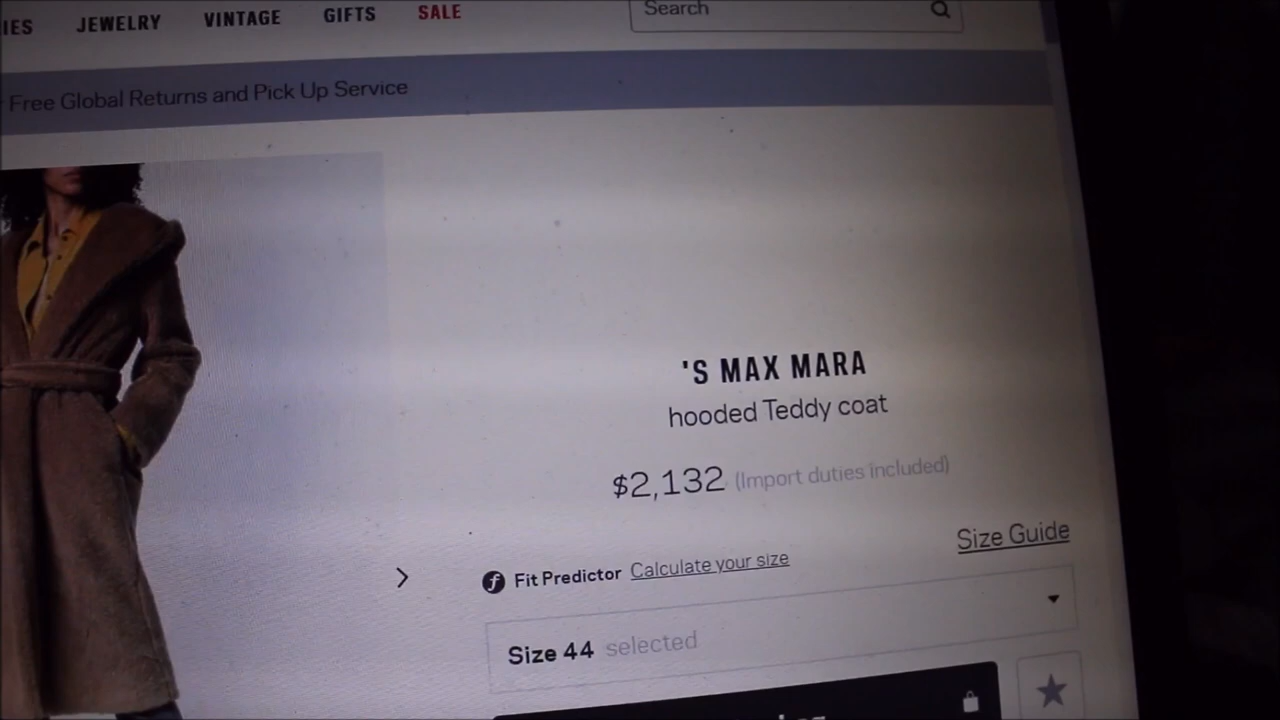 IES JEWELRY VINTAGE GIFTS SALE Search
Free Global Returns and Pick Up Service
'S MAX MARA
hooded Teddy coat
$2,132 (Import duties included)
Size Guide
Fit Predictor Calculate your size
Size 44 selected